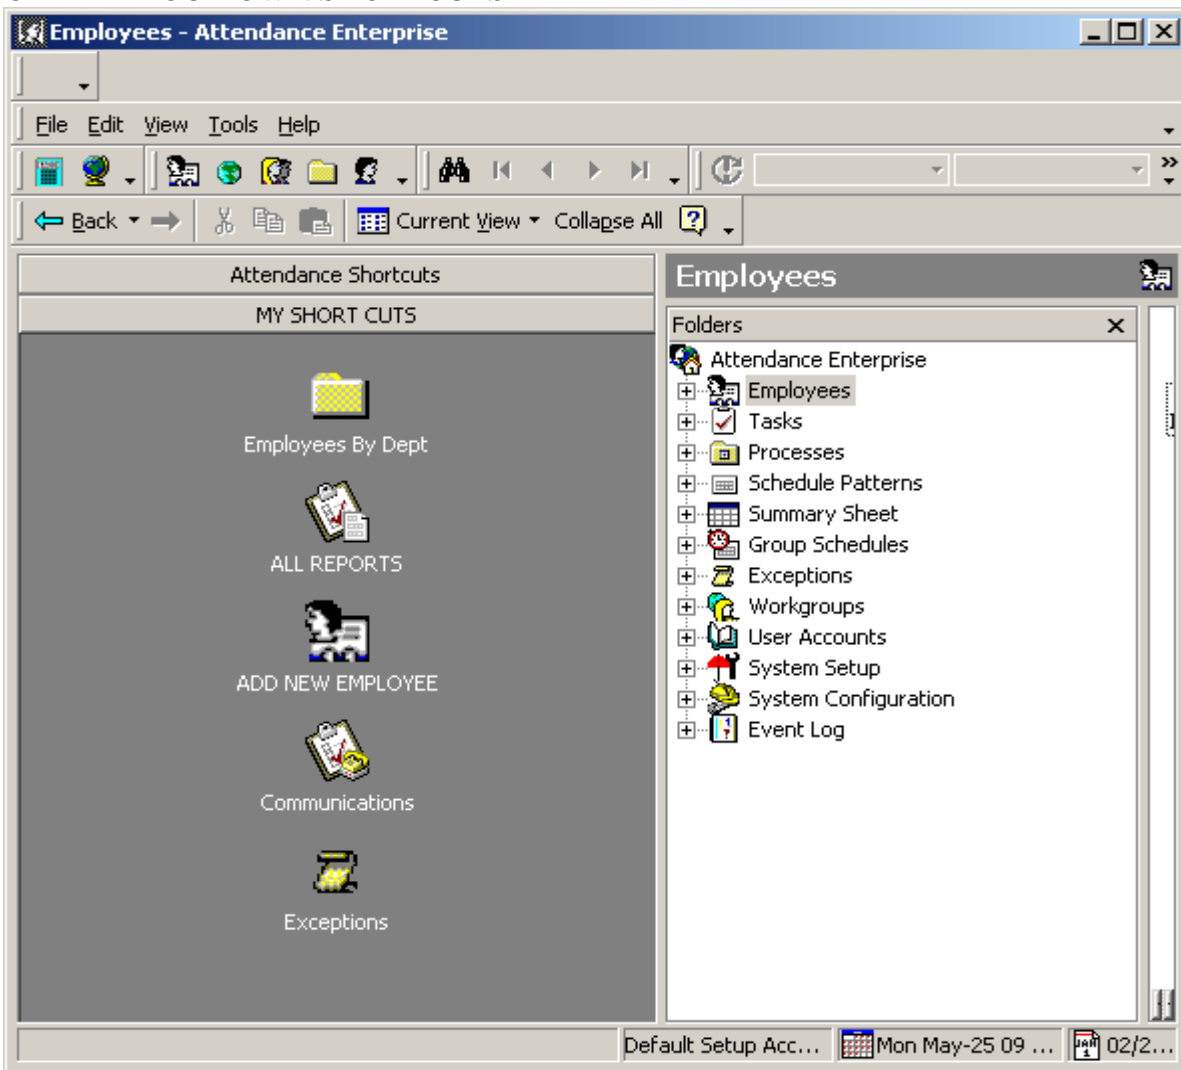 Employees - Attendance Enterprise
File Edit View Tools Help
Back Current View Collapse All
Attendance Shortcuts
MY SHORT CUTS
Employees By Dept
ALL REPORTS
ADD NEW EMPLOYEE
Communications
Exceptions
Employees
Folders
Attendance Enterprise
Employees
Tasks
Processes
Schedule Patterns
Summary Sheet
Group Schedules
Exceptions
Workgroups
User Accounts
System Setup
System Configuration
Event Log
Default Setup Acc... Mon May-25 09 ... 02/2...